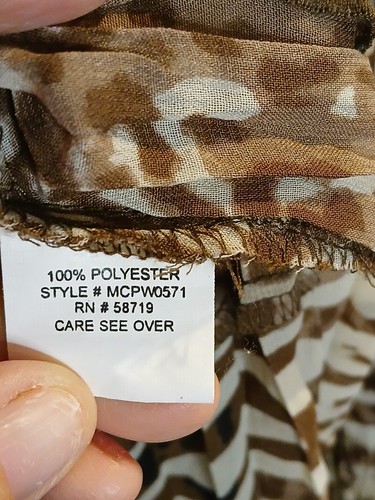 100% POLYESTER
STYLE # MCPW0571
RN # 58719
CARE SEE OVER